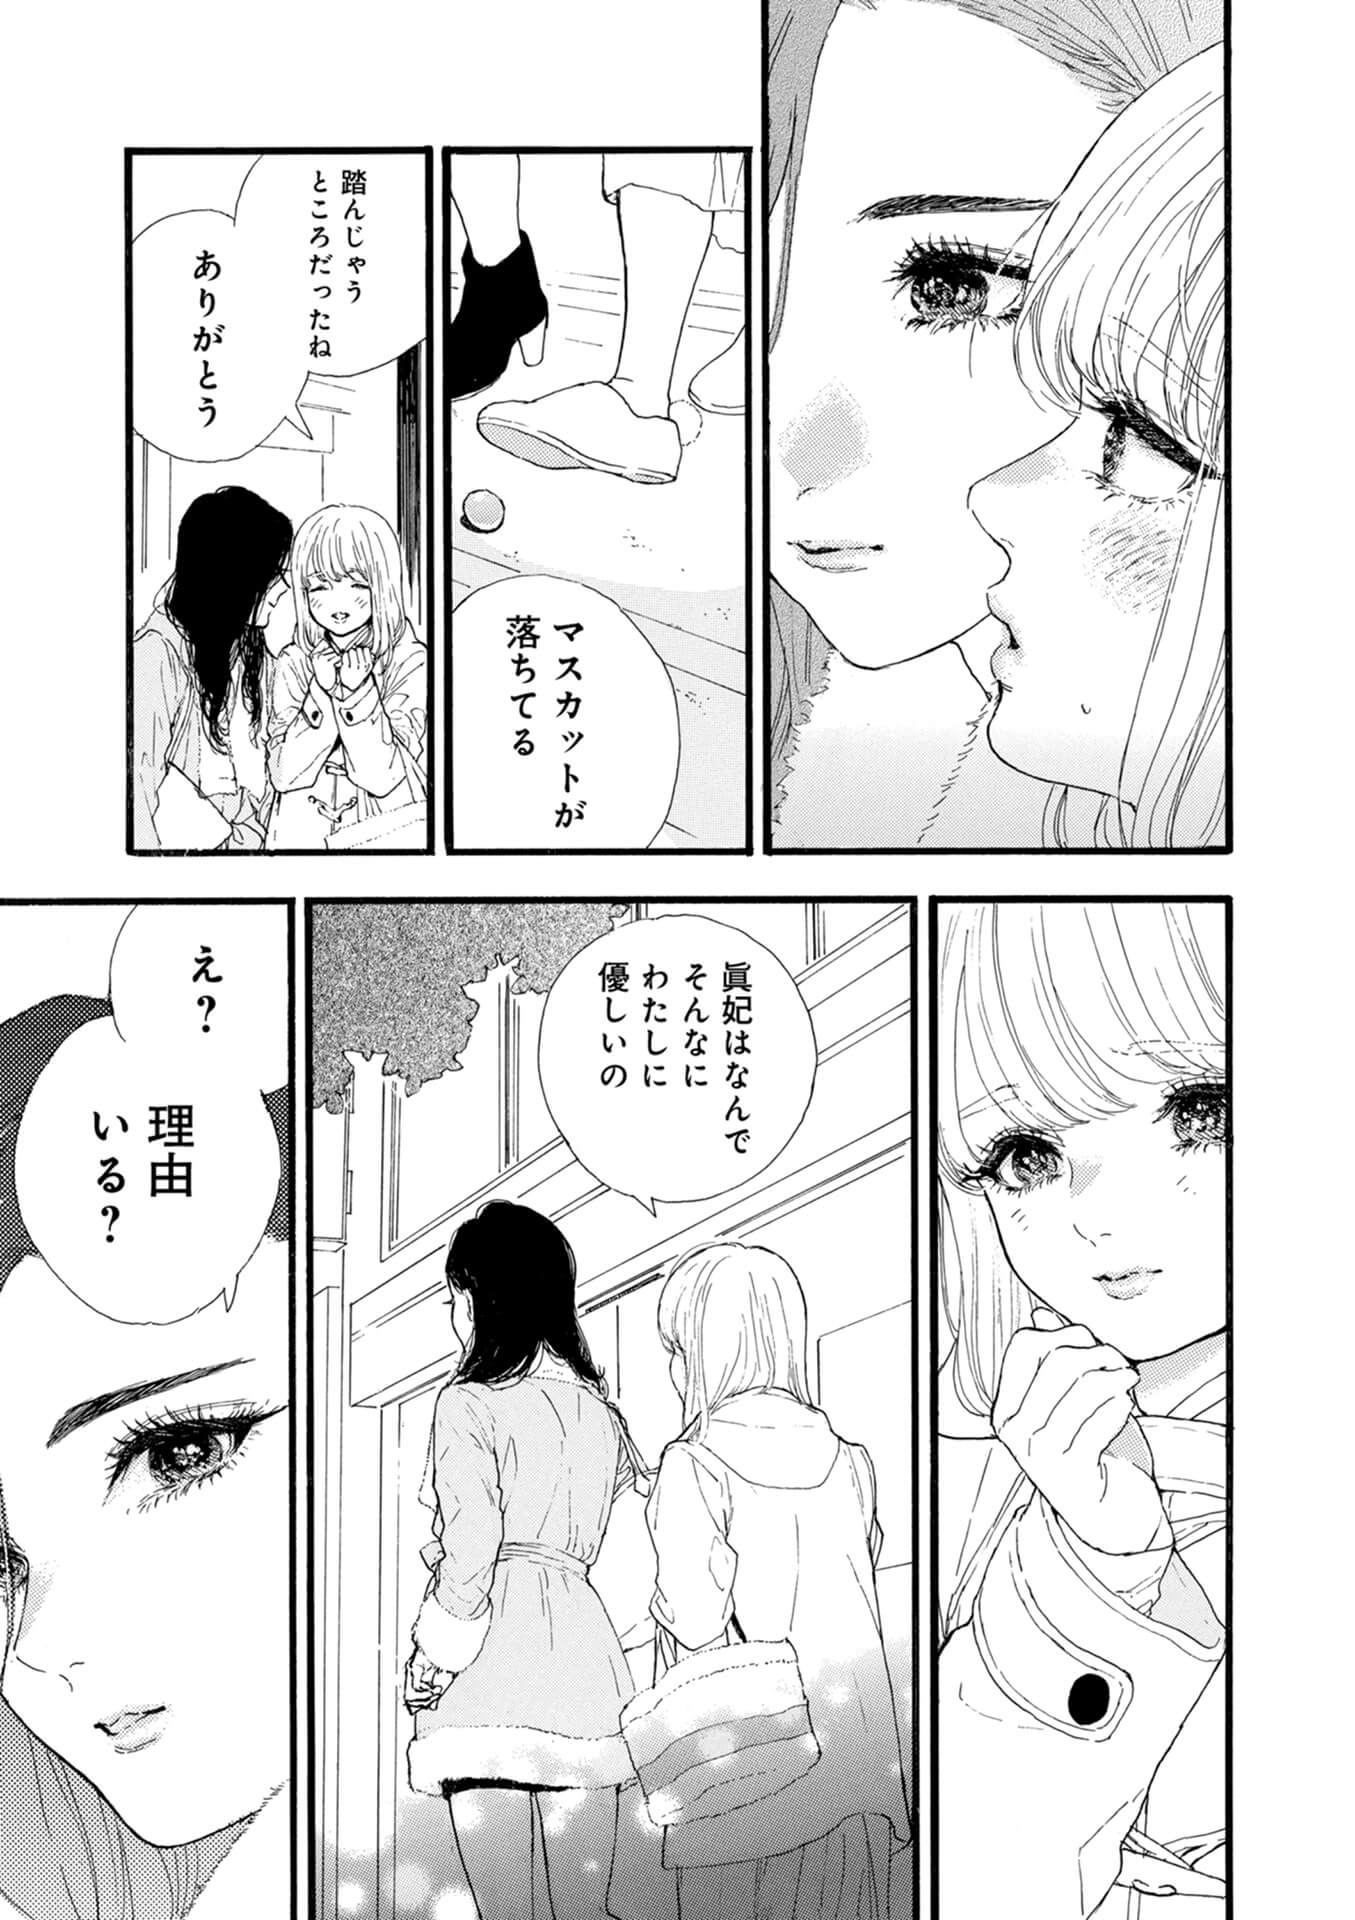 マスカットが
落ちてる
踏んじゃう
ところだったね
ありがとう
眞妃はなんで
そんなに
わたしに
優しいの
え?
理由
いる?